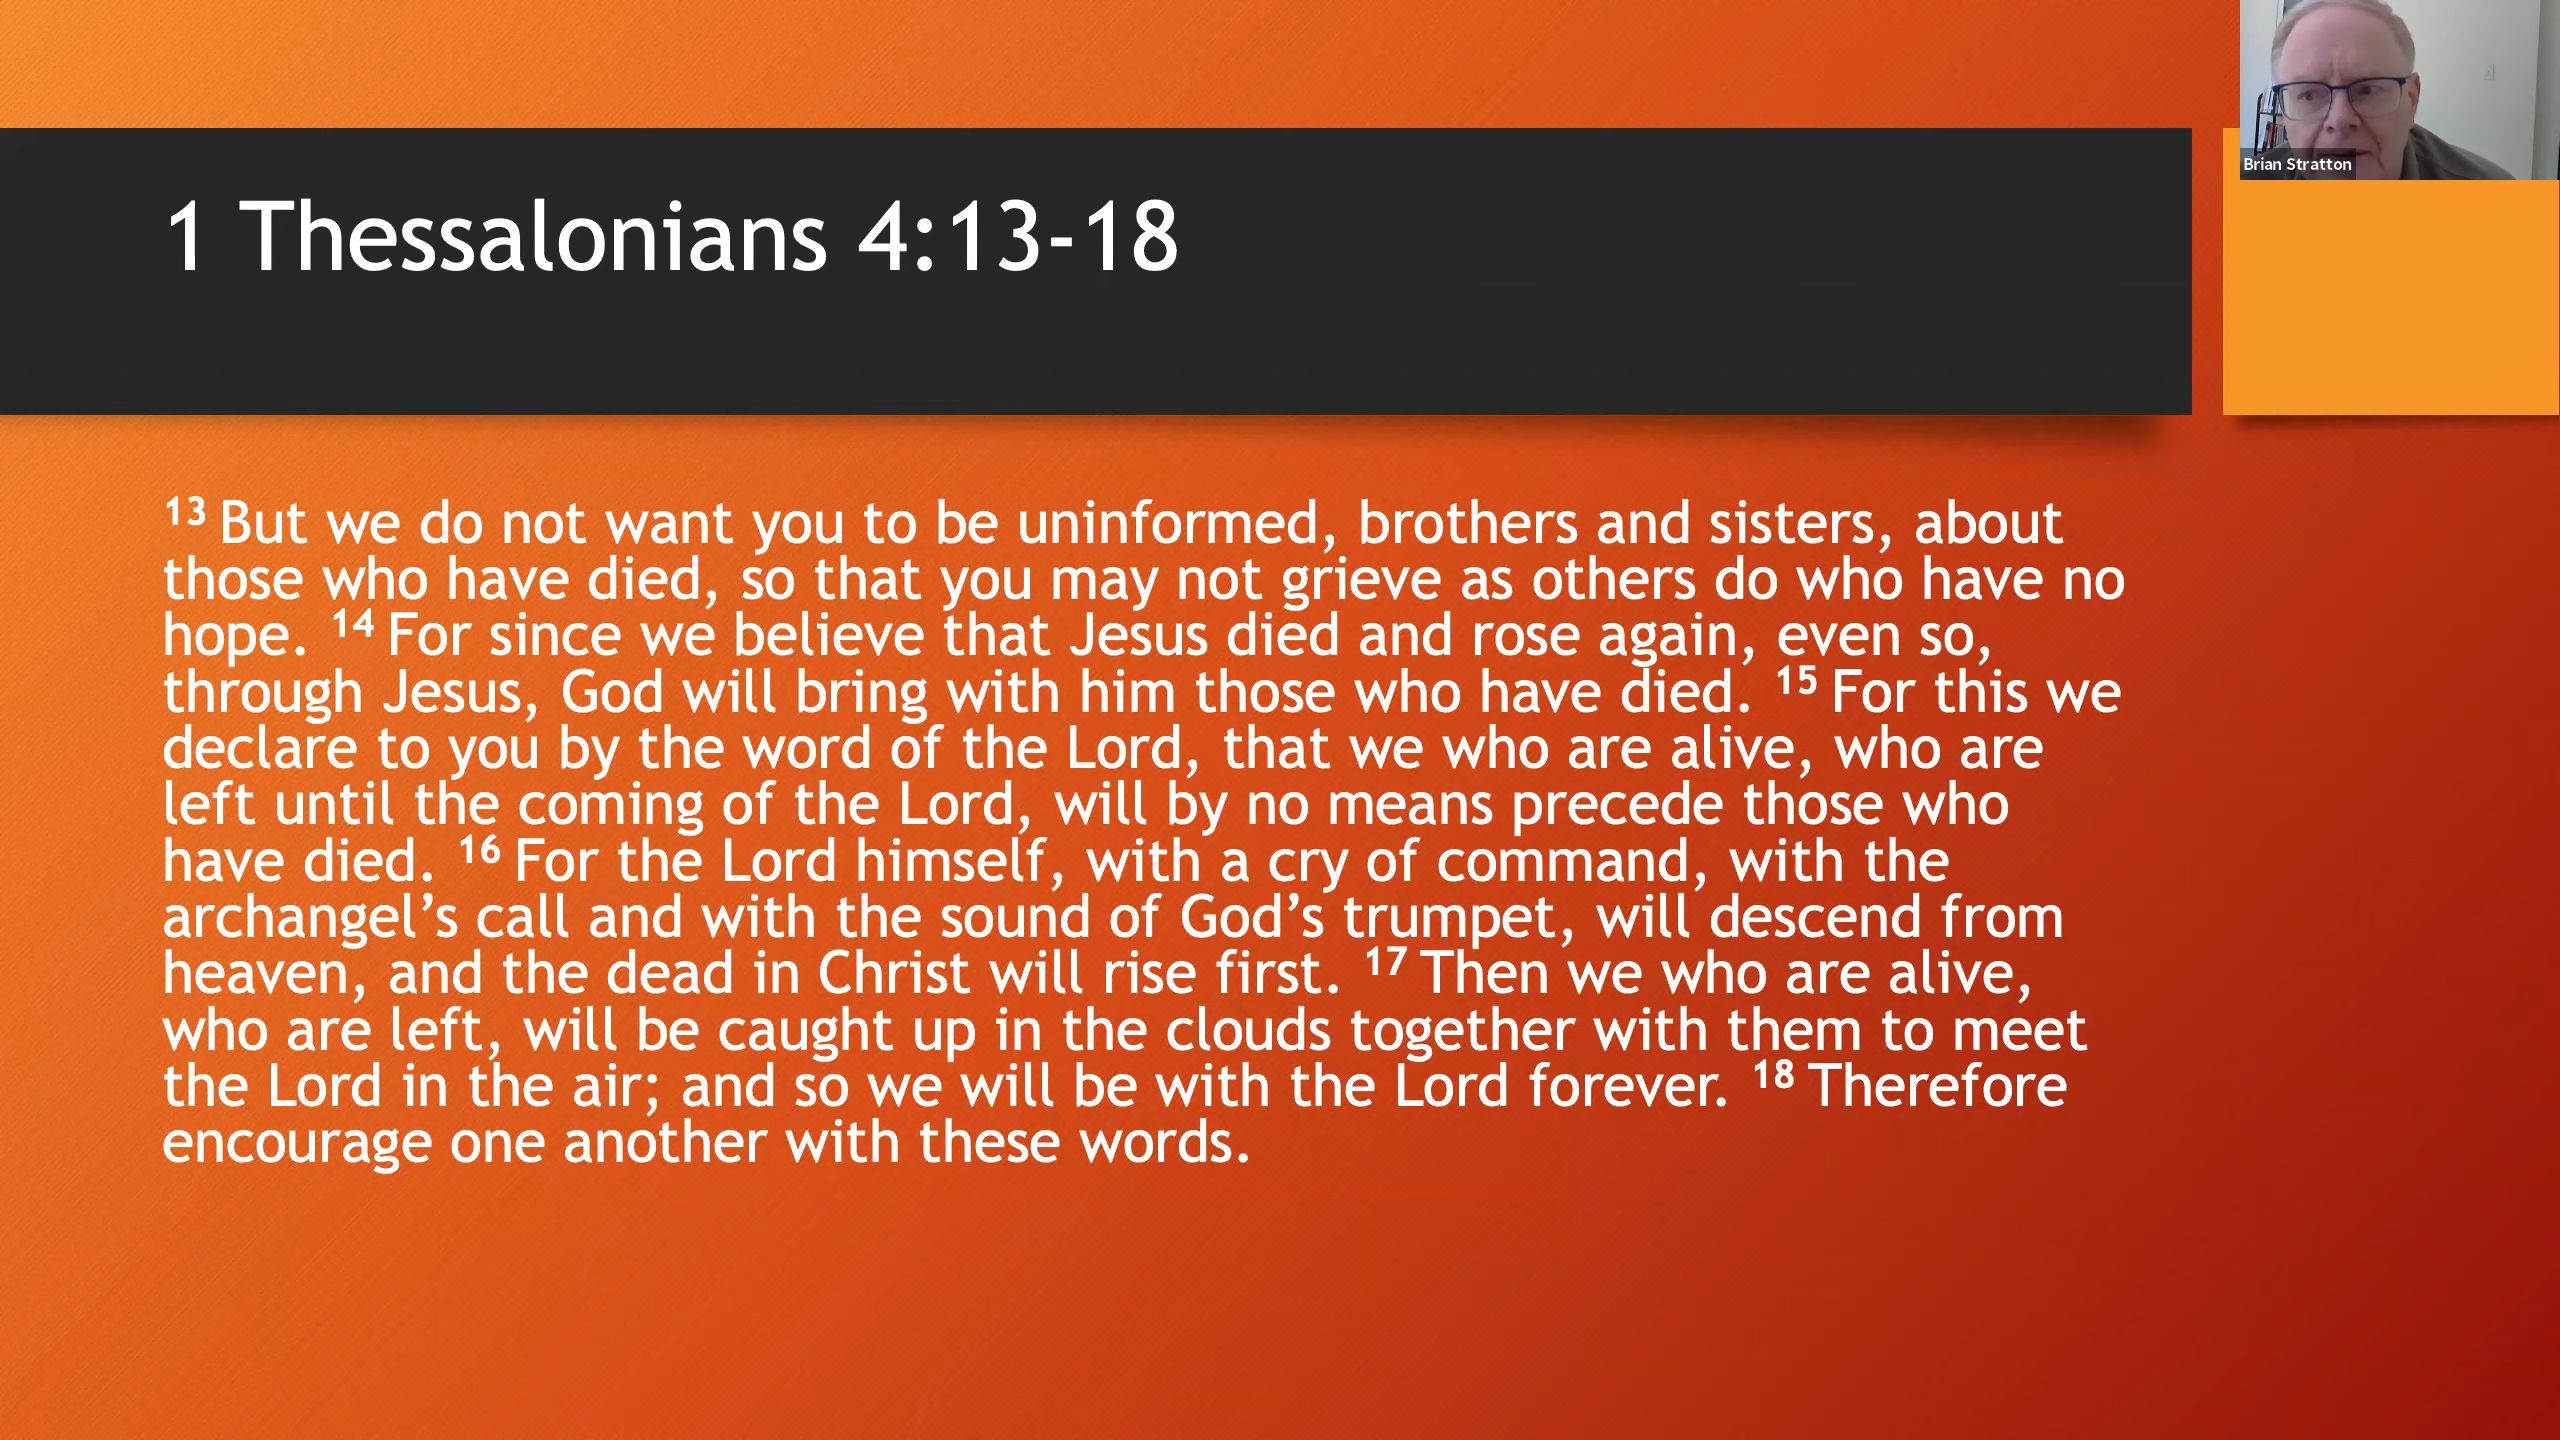 Brian Stratton
1 Thessalonians 4:13-18
13 But we do not want you to be uninformed, brothers and sisters, about
those who have died, so that you may not grieve as others do who have no
hope. 14 For since we believe that Jesus died and rose again, even so,
through Jesus, God will bring with him those who have died. 15 For this we
declare to you by the word of the Lord, that we who are alive, who are
left until the coming of the Lord, will by no means precede those who
have died. 16 For the Lord himself, with a cry of command, with the
archangel’s call and with the sound of God’s trumpet, will descend from
heaven, and the dead in Christ will rise first. 17 Then we who are alive,
who are left, will be caught up in the clouds together with them to meet
the Lord in the air; and so we will be with the Lord forever. 18 Therefore
encourage one another with these words.